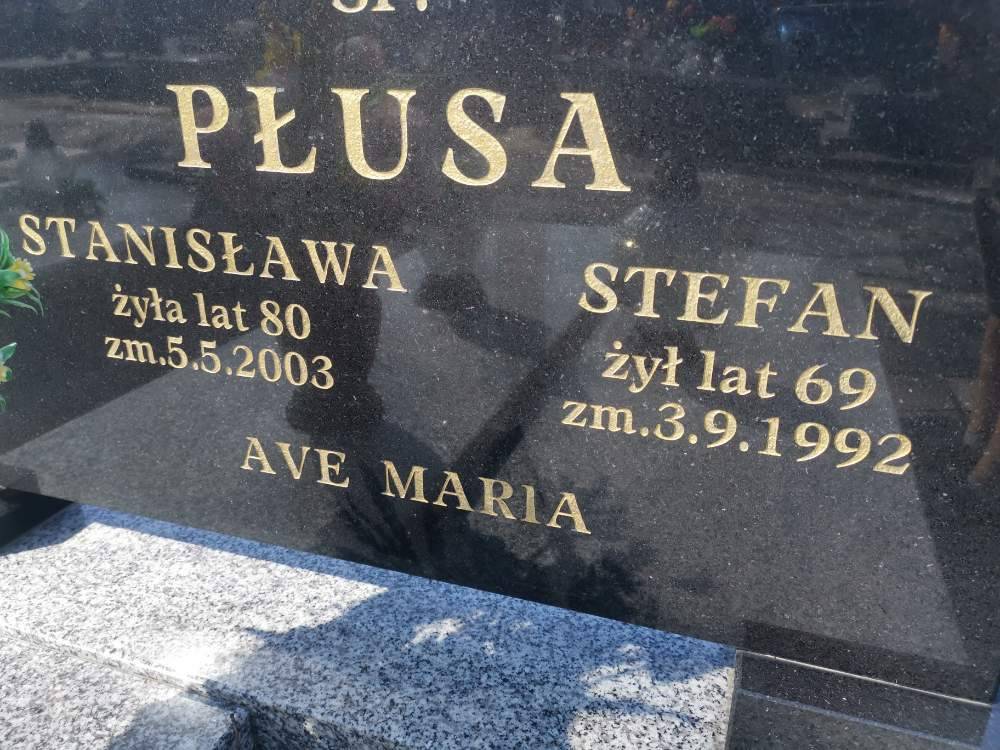 PŁUSA
STANISŁAWA
żyła lat 80
zm.5.5.2003
STEFAN
żył lat 69
zm.3.9.1992
AVE MARIA